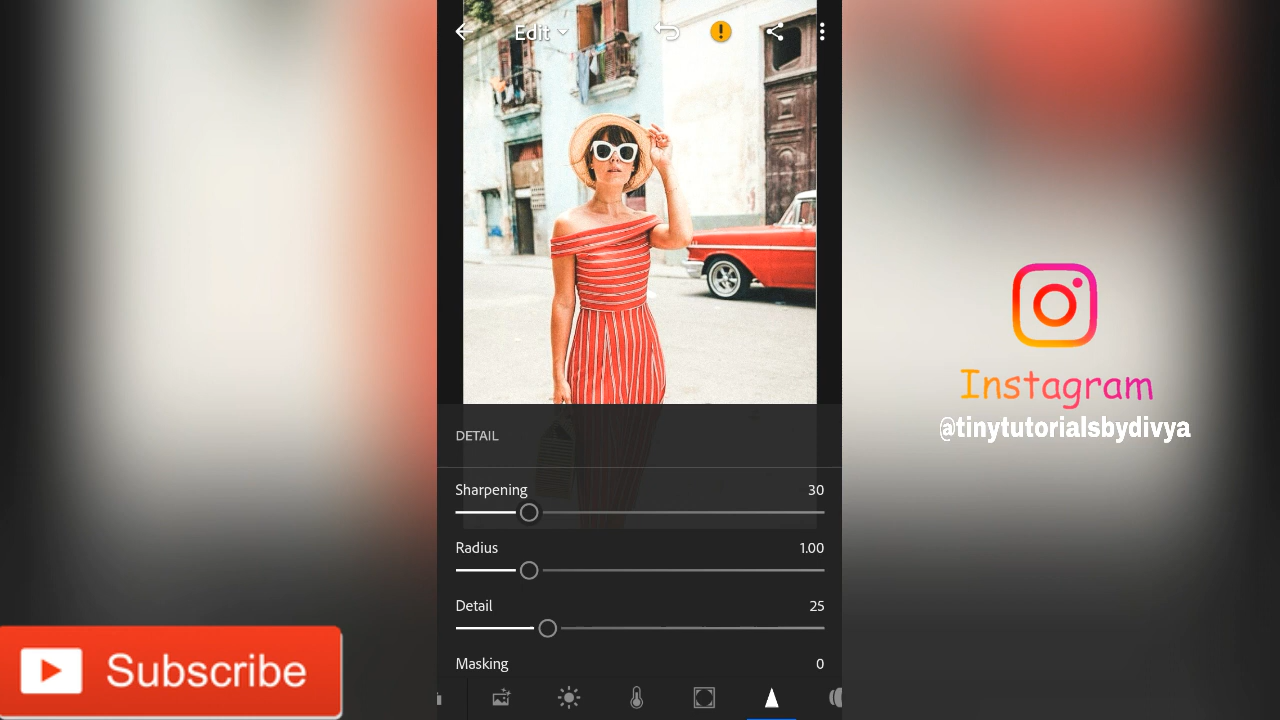 Edit
DETAIL
Sharpening 30
Radius 1.00
Detail 25
Masking 0
Instagram
@tinytutorialsbydivya
Subscribe